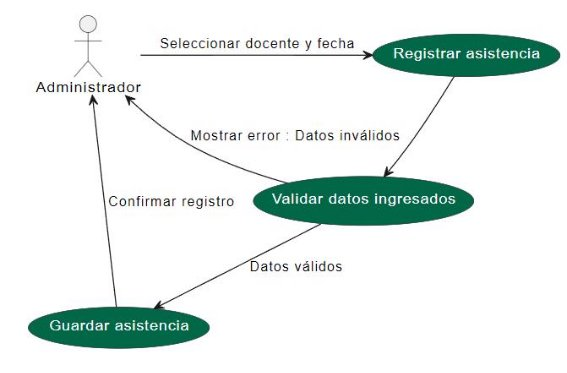 Seleccionar docente y fecha
Registrar asistencia
Administrador
Mostrar error : Datos inválidos
Validar datos ingresados
Confirmar registro
Datos válidos
Guardar asistencia